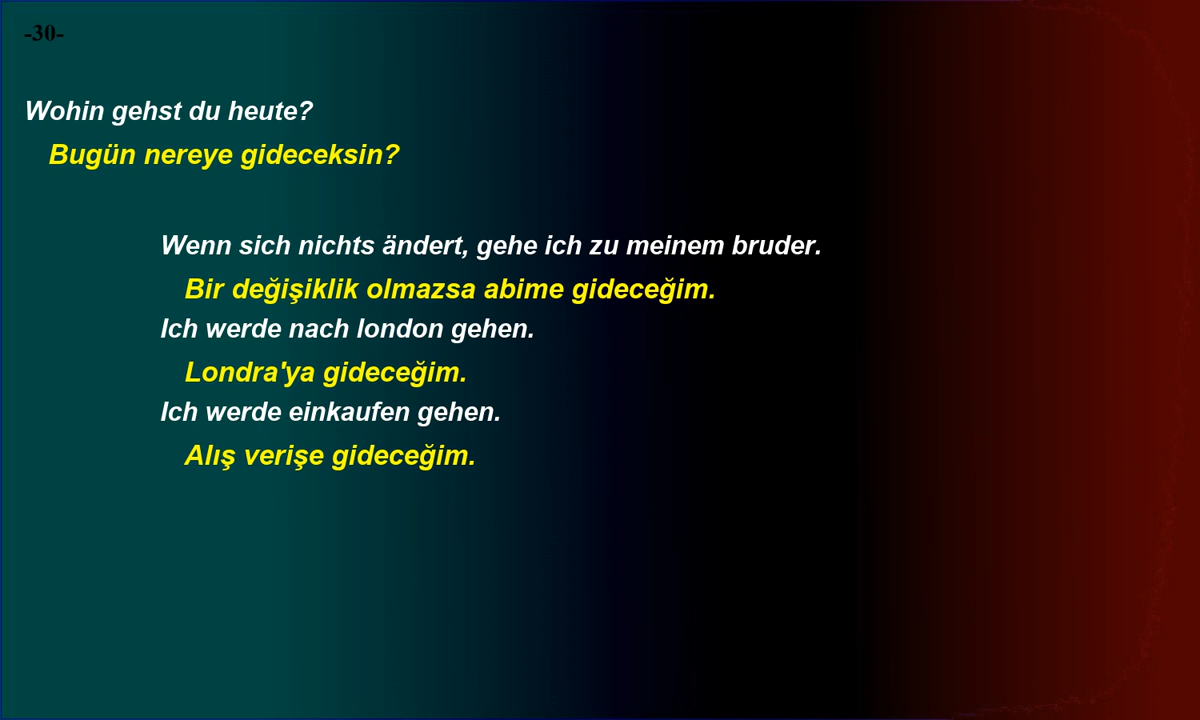 -30-
Wohin gehst du heute?
Bugün nereye gideceksin?
Wenn sich nichts ändert, gehe ich zu meinem bruder.
Bir değişiklik olmazsa abime gideceğim.
Ich werde nach london gehen.
Londra'ya gideceğim.
Ich werde einkaufen gehen.
Alış verişe gideceğim.